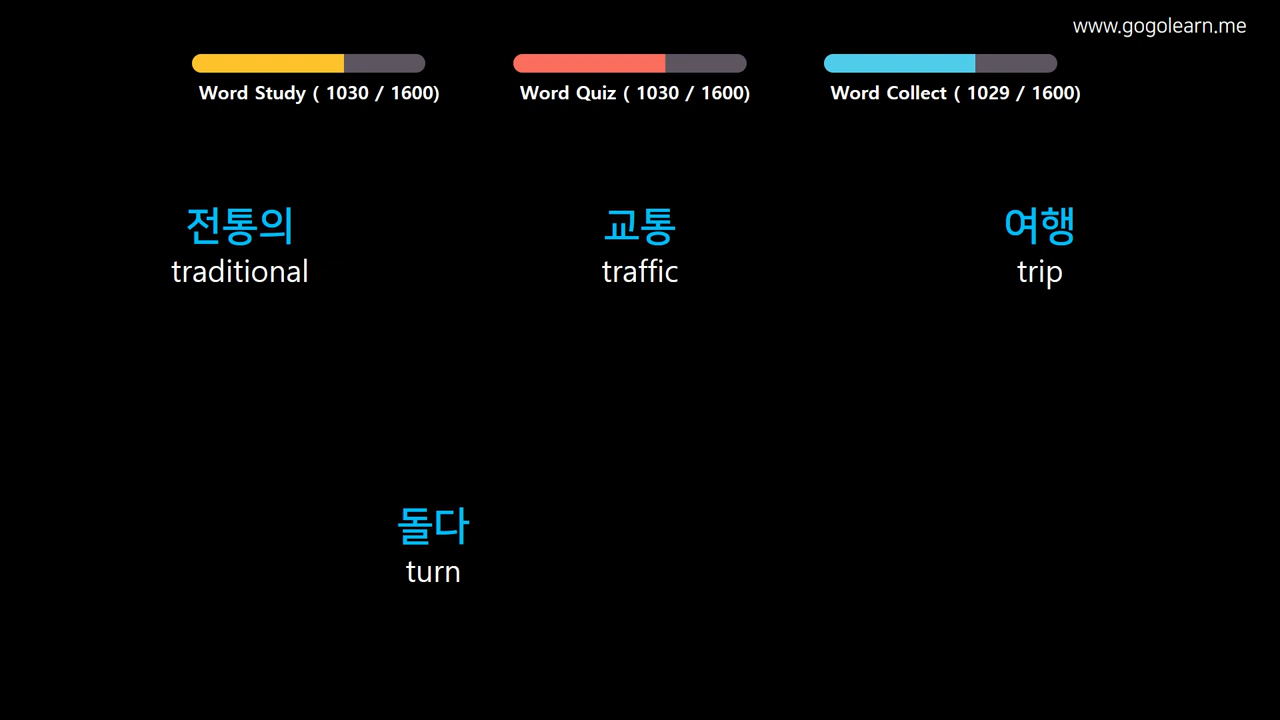 www.gogolearn.me
Word Study ( 1030 / 1600)
Word Quiz ( 1030 / 1600)
Word Collect ( 1029 / 1600)
전통의
traditional
교통
traffic
여행
trip
돌다
turn